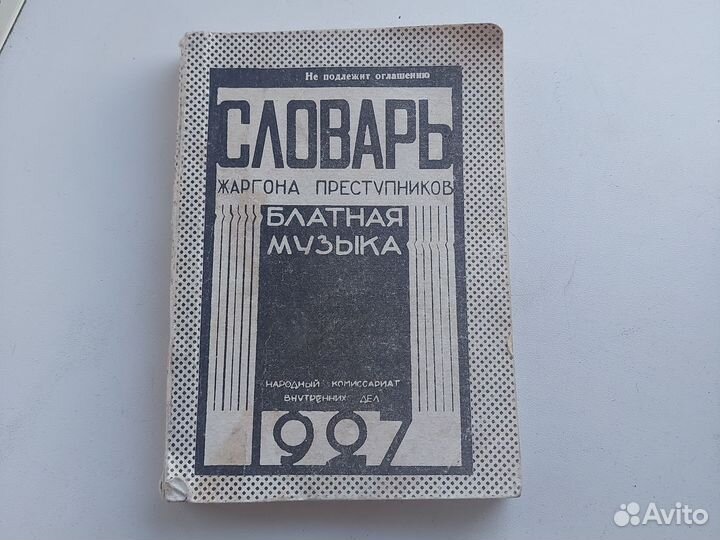 Не подлежит оглашению
СЛОВАРЬ
ЖАРГОНА ПРЕСТУПНИКОВ
БЛАТНАЯ
МУЗЫКА
НАРОДНЫЙ КОМИССАРИАТ
ВНУТРЕННИХ ДЕЛ
1927
Avito